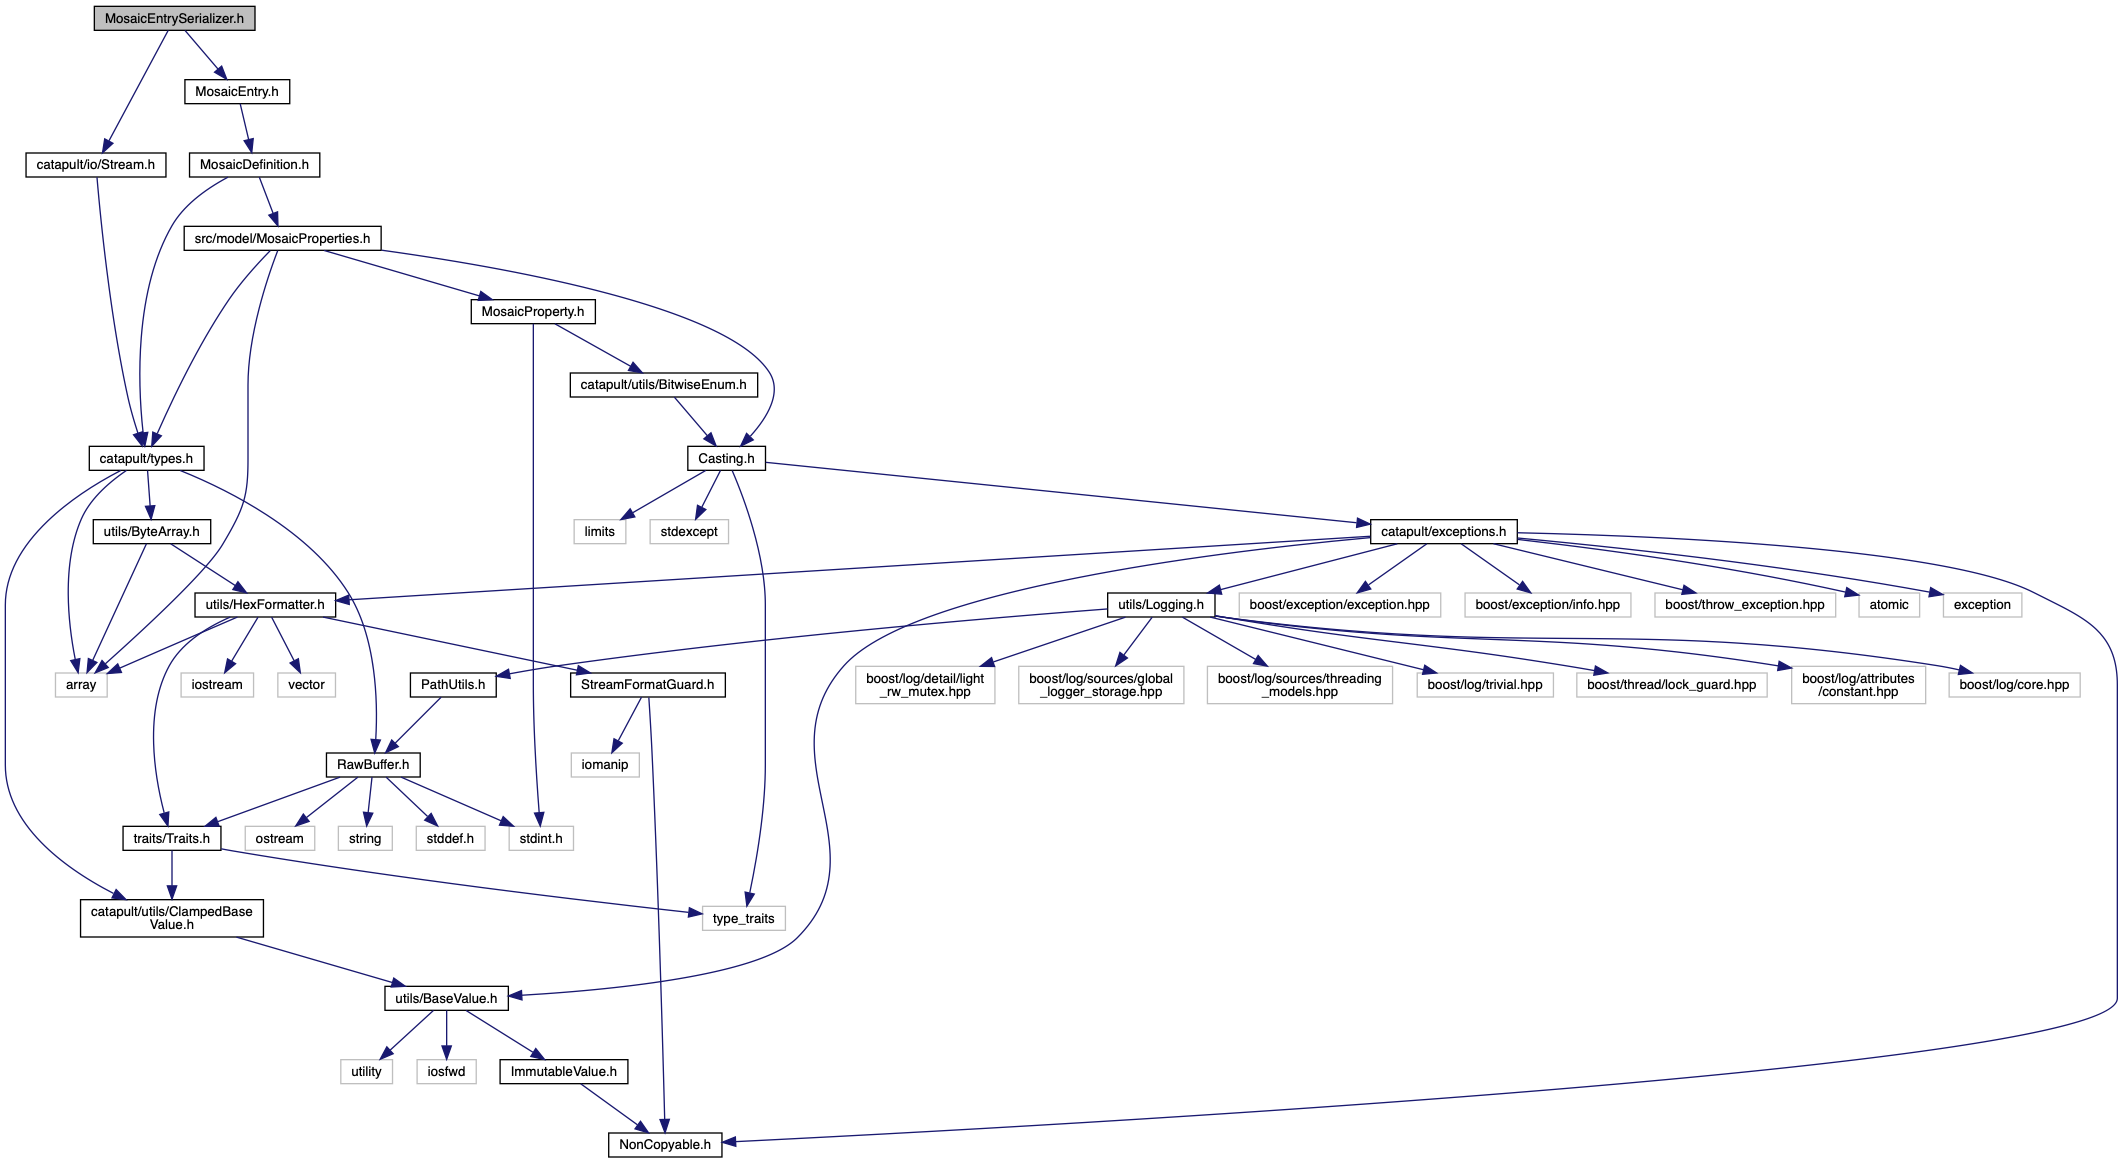 MosaicEntrySerializer.h
MosaicEntry.h
catapult/io/Stream.h
MosaicDefinition.h
src/model/MosaicProperties.h
MosaicProperty.h
catapult/utils/BitwiseEnum.h
catapult/types.h
Casting.h
utils/ByteArray.h
limits
stdexcept
catapult/exceptions.h
utils/HexFormatter.h
utils/Logging.h
boost/exception/exception.hpp
boost/exception/info.hpp
boost/throw_exception.hpp
atomic
exception
array
iostream
vector
PathUtils.h
StreamFormatGuard.h
boost/log/detail/light
_rw_mutex.hpp
boost/log/sources/global
_logger_storage.hpp
boost/log/sources/threading
_models.hpp
boost/log/trivial.hpp
boost/thread/lock_guard.hpp
boost/log/attributes
/constant.hpp
boost/log/core.hpp
RawBuffer.h
iomanip
traits/Traits.h
ostream
string
stddef.h
stdint.h
catapult/utils/ClampedBase
Value.h
type_traits
utils/BaseValue.h
utility
iosfwd
ImmutableValue.h
NonCopyable.h